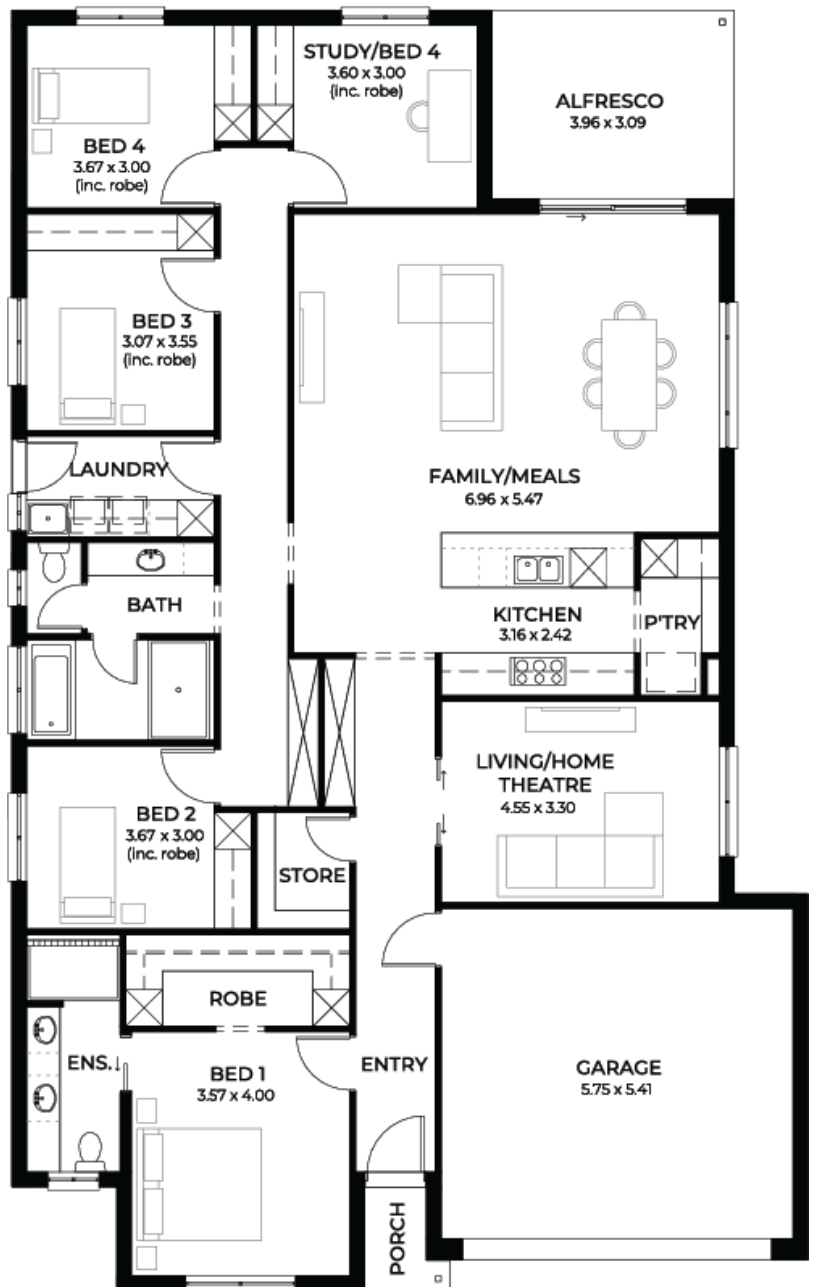 STUDY/BED 4
3.60 x 3.00
(inc. robe)
ALFRESCO
3.96 x 3.09
BED 4
3.67 x 3.00
(inc. robe)
BED 3
3.07 x 3.55
(inc. robe)
LAUNDRY
FAMILY/MEALS
6.96 x 5.47
BATH
KITCHEN
3.16 x 2.42
P'TRY
LIVING/HOME
THEATRE
4.55 x 3.30
BED 2
3.67 x 3.00
(inc. robe)
STORE
ROBE
ENS.
BED 1
3.57 x 4.00
ENTRY
GARAGE
5.75 x 5.41
PORCH